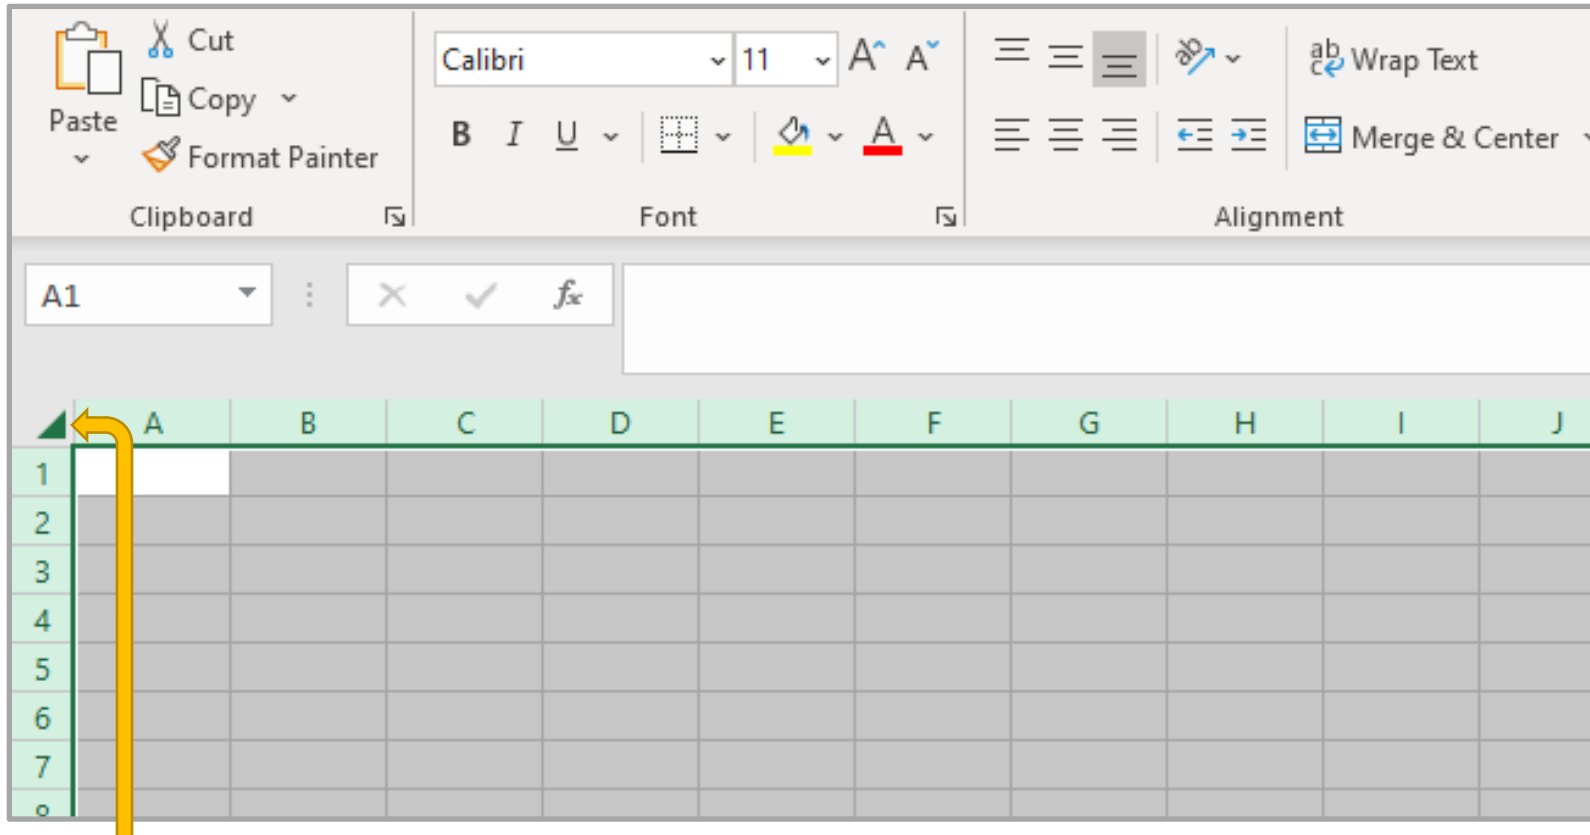 Cut
Calibri 11 A A
ab
c Wrap Text
Copy
Paste
B I U A
Merge & Center
Format Painter
Clipboard Font Alignment
A1 fx
A B C D E F G H I J
1
2
3
4
5
6
7